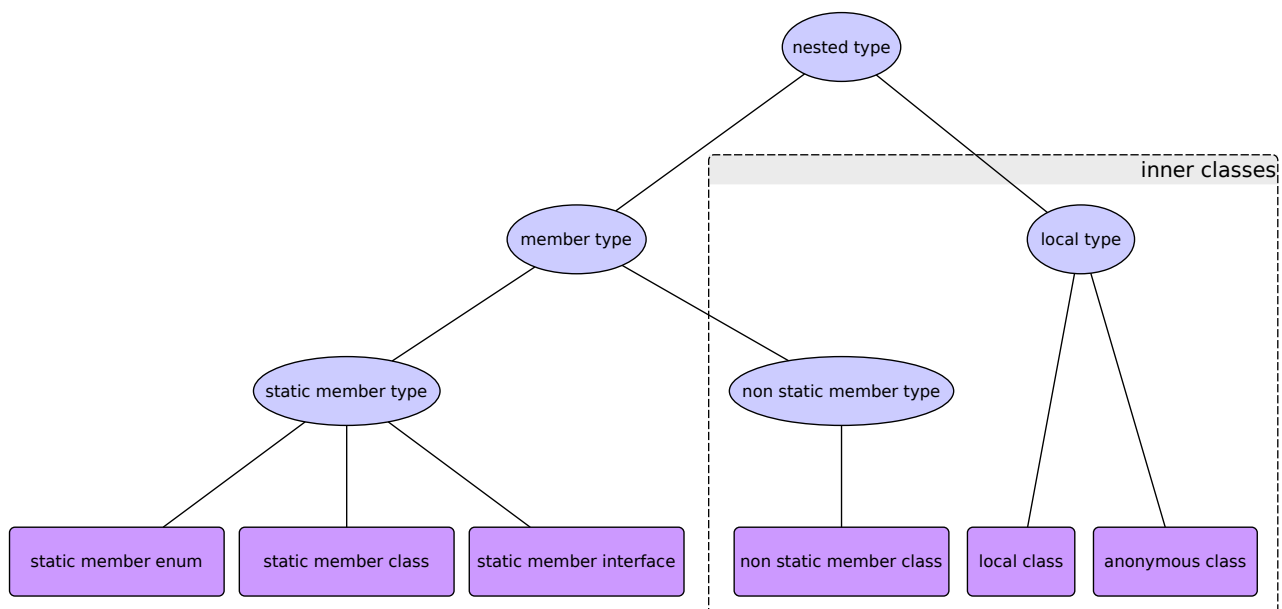 nested type
inner classes
member type
local type
static member type
non static member type
static member enum
static member class
static member interface
non static member class
local class
anonymous class